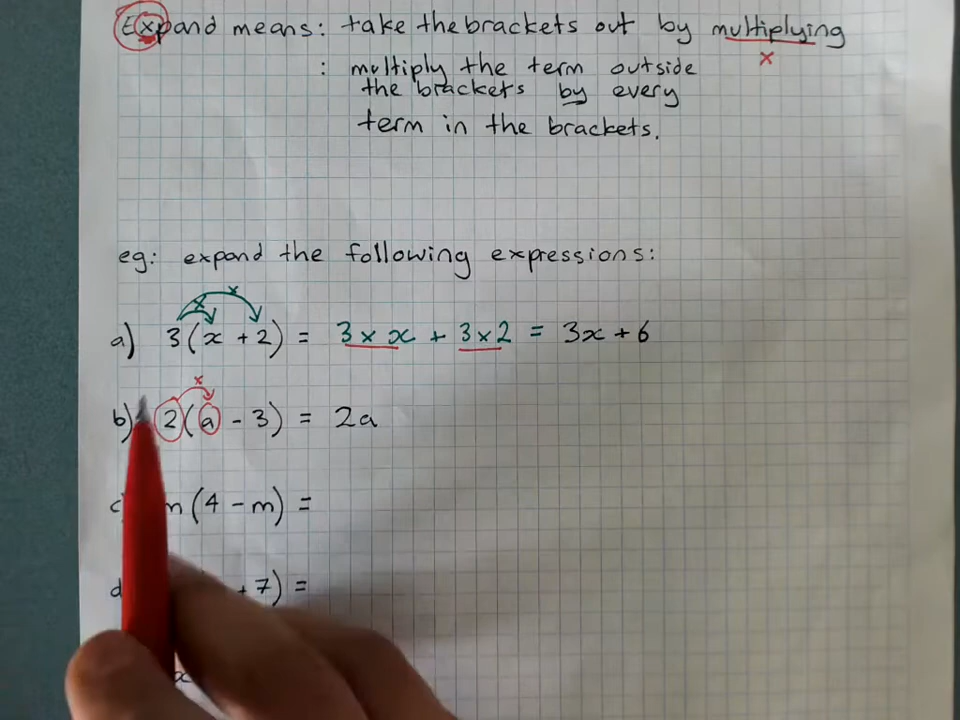 Expand means: take the brackets out by multiplying
×
: multiply the term outside
the brackets by every
term in the brackets.
eg: expand the following expressions:
× ×
a) 3(x + 2) = 3 × x + 3 × 2 = 3x + 6
×
b) 2(a - 3) = 2a
c) (4 - m) =
d + 7) =